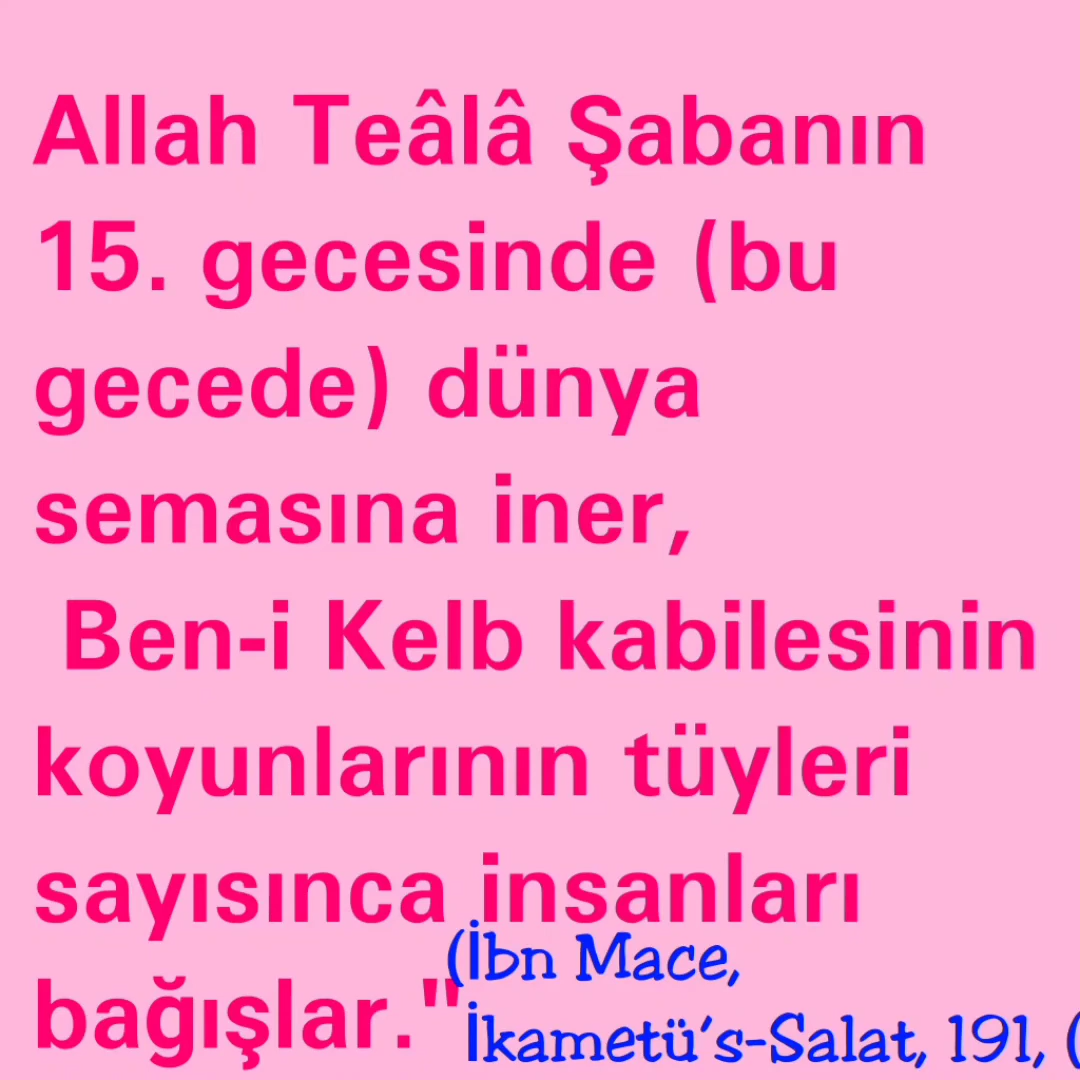 Allah Teâlâ Şabanın
15. gecesinde (bu
gecede) dünya
semasına iner,
Ben-i Kelb kabilesinin
koyunlarının tüyleri
sayısınca insanları
bağışlar."
(İbn Mace,
İkametü's-Salat, 191, (